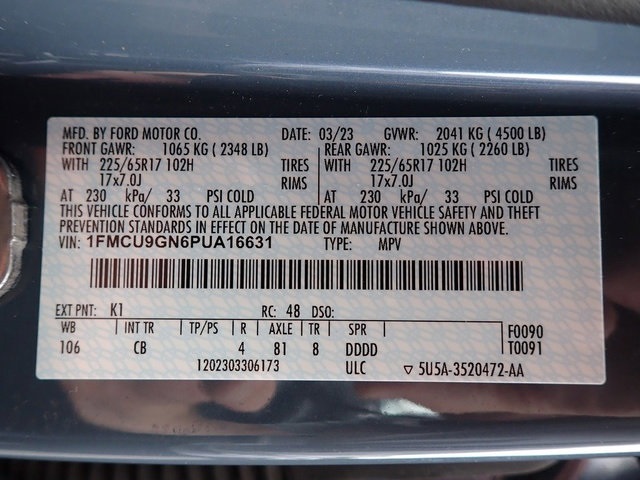 MFD. BY FORD MOTOR CO. DATE: 03/23 GVWR: 2041 KG ( 4500 LB)
FRONT GAWR: 1065 KG ( 2348 LB) REAR GAWR: 1025 KG ( 2260 LB)
WITH 225/65R17 102H TIRES WITH 225/65R17 102H TIRES
17x7.0J RIMS 17x7.0J RIMS
AT 230 kPa/ 33 PSI COLD AT 230 kPa/ 33 PSI COLD
THIS VEHICLE CONFORMS TO ALL APPLICABLE FEDERAL MOTOR VEHICLE SAFETY AND THEFT
PREVENTION STANDARDS IN EFFECT ON THE DATE OF MANUFACTURE SHOWN ABOVE.
VIN: 1FMCU9GN6PUA16631 TYPE: MPV
EXT PNT: K1 RC: 48 DSO:
WB INT TR TP/PS R AXLE TR SPR F0090
106 CB 4 81 8 DDDD T0091
1202303306173 ULC ▽ 5U5A-3520472-AA